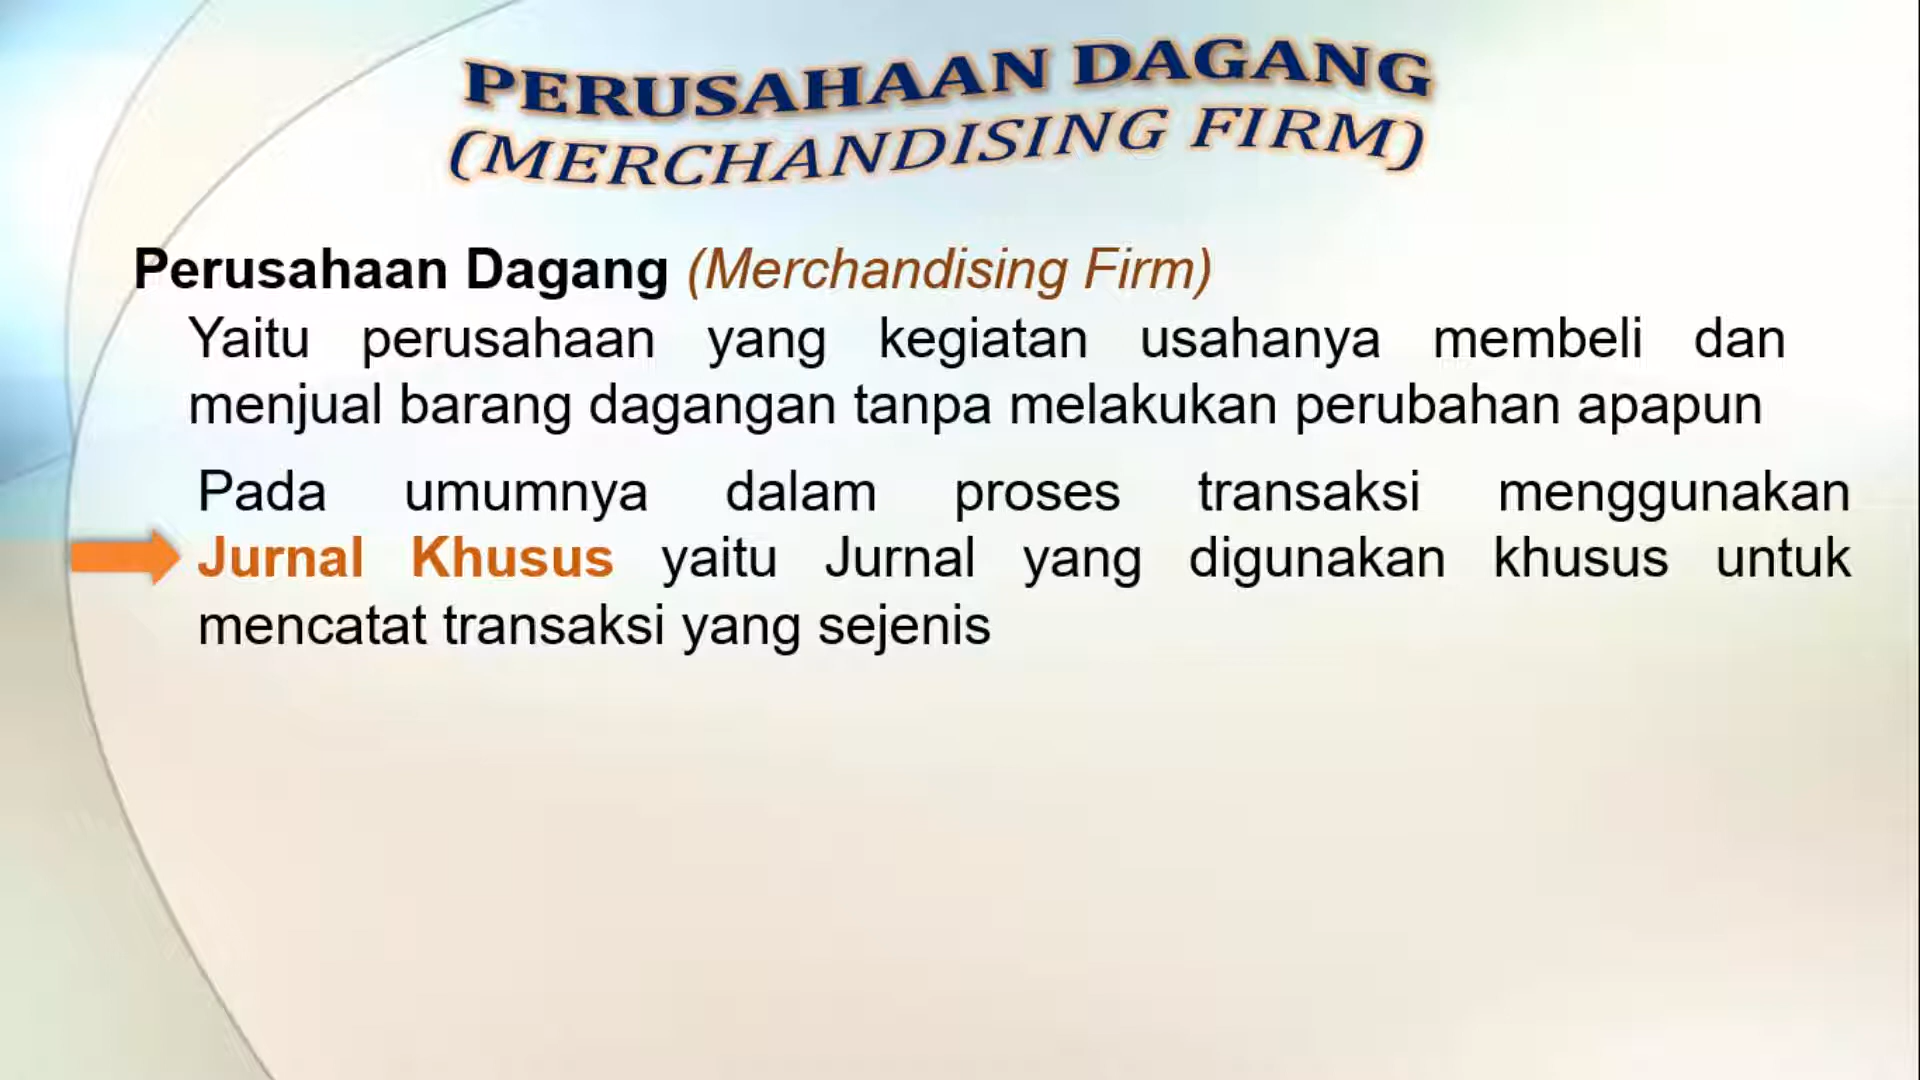 PERUSAHAAN DAGANG
(MERCHANDISING FIRM)
Perusahaan Dagang (Merchandising Firm)
Yaitu perusahaan yang kegiatan usahanya membeli dan
menjual barang dagangan tanpa melakukan perubahan apapun
Pada umumnya dalam proses transaksi menggunakan
Jurnal Khusus yaitu Jurnal yang digunakan khusus untuk
mencatat transaksi yang sejenis